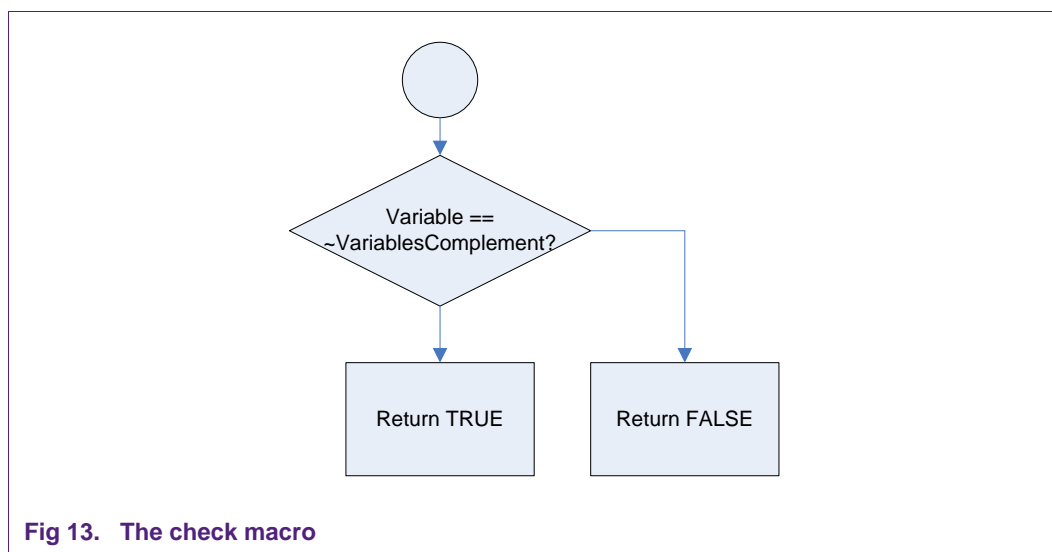 Variable ==
~VariablesComplement?
Return TRUE
Return FALSE
Fig 13. The check macro